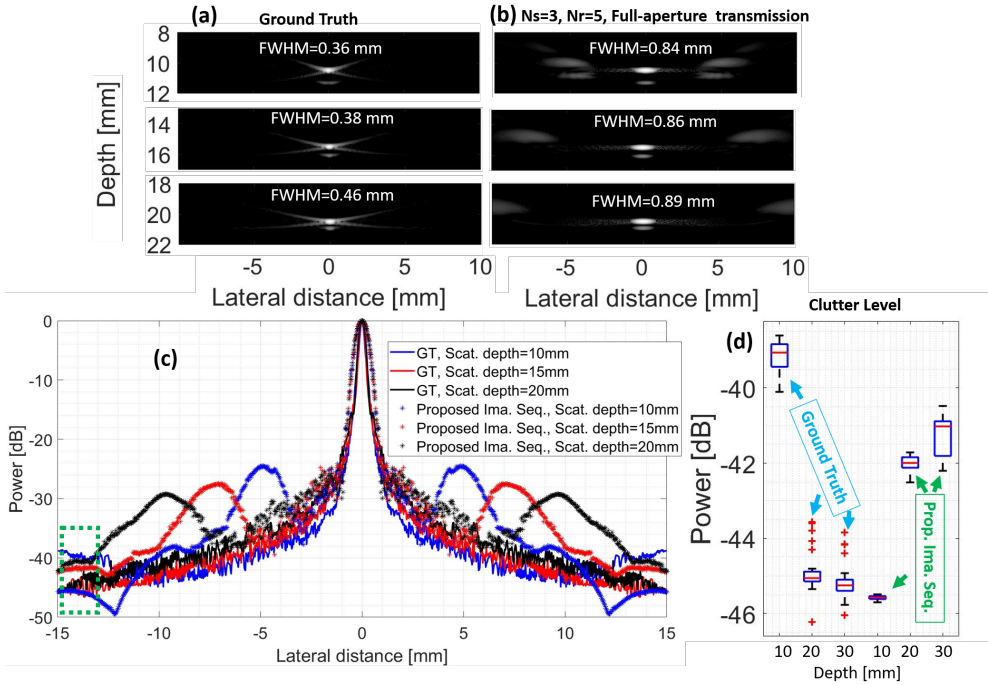 (a)
Ground Truth
(b)
Ns=3, Nr=5, Full-aperture transmission
8
10
12
FWHM=0.36 mm
FWHM=0.84 mm
14
16
FWHM=0.38 mm
FWHM=0.86 mm
18
20
22
FWHM=0.46 mm
FWHM=0.89 mm
Depth [mm]
-5 0 5 10
Lateral distance [mm]
-5 0 5 10
Lateral distance [mm]
(c)
0
-10
-20
-30
-40
-50
Power [dB]
GT, Scat. depth=10mm
GT, Scat. depth=15mm
GT, Scat. depth=20mm
Proposed Ima. Seq., Scat. depth=10mm
Proposed Ima. Seq., Scat. depth=15mm
Proposed Ima. Seq., Scat. depth=20mm
-15 -10 -5 0 5 10 15
Lateral distance [mm]
Clutter Level
(d)
-40
-42
-44
-46
Power [dB]
Ground Truth
Prop. Ima. Seq.
10 20 30 10 20 30
Depth [mm]